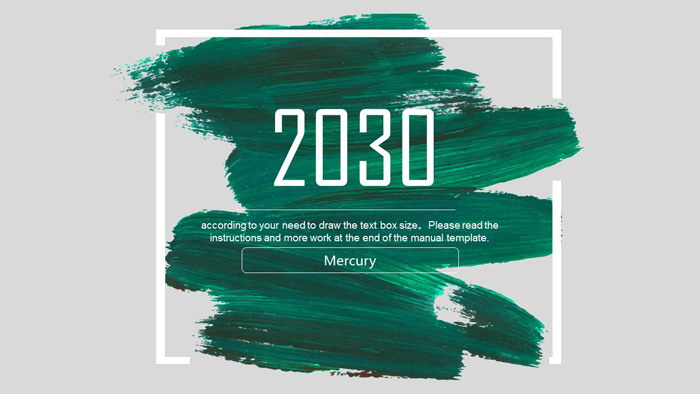 2030
according to your need to draw the text box size。Please read the
instructions and more work at the end of the manual template.
Mercury